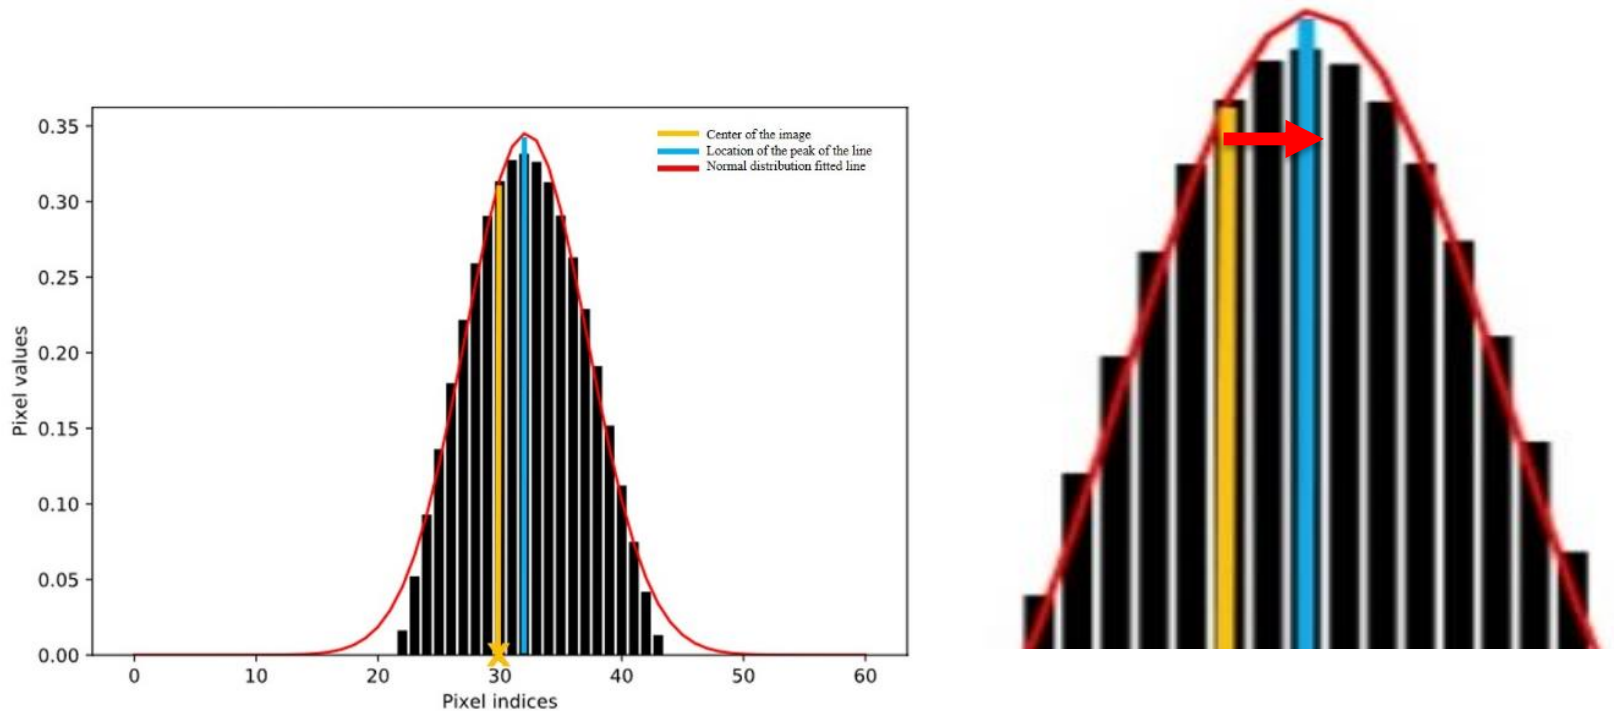 0.35
0.30
0.25
0.20
0.15
0.10
0.05
0.00
Pixel values
0 10 20 30 40 50 60
Pixel indices
Center of the image
Location of the peak of the line
Normal distribution fitted line